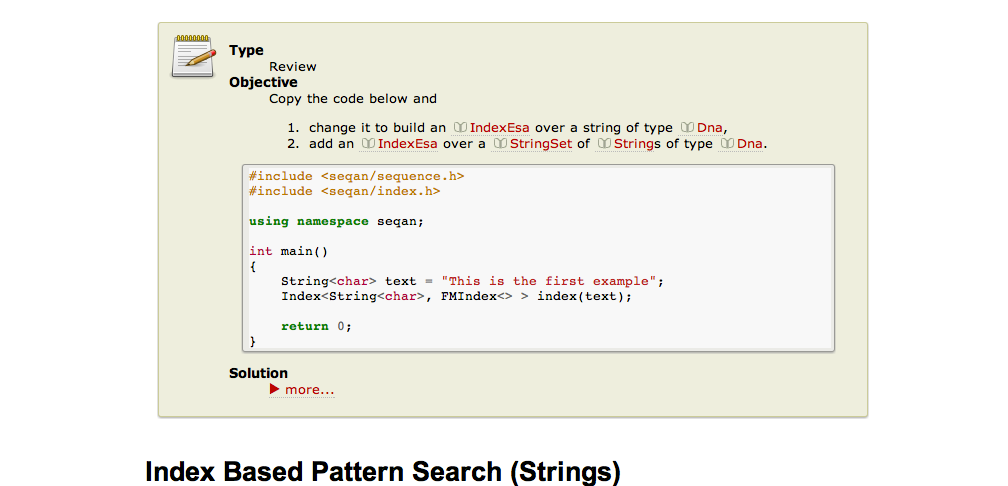 Type
Review
Objective
Copy the code below and
1. change it to build an IndexEsa over a string of type Dna,
2. add an IndexEsa over a StringSet of Strings of type Dna.
#include <seqan/sequence.h>
#include <seqan/index.h>
using namespace seqan;
int main()
{
    String<char> text = "This is the first example";
    Index<String<char>, FMIndex<> > index(text);
    return 0;
}
Solution
more...
Index Based Pattern Search (Strings)